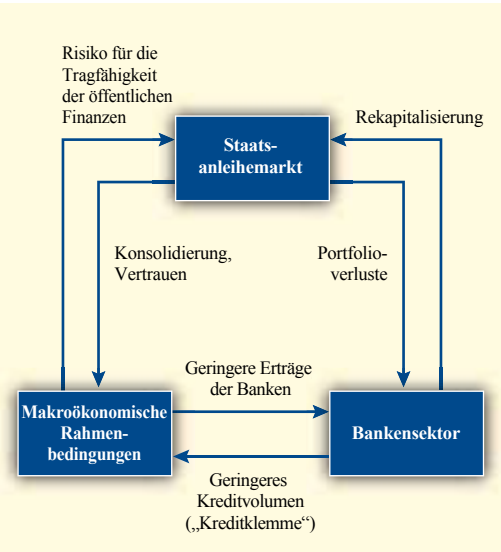 Risiko für die
Tragfähigkeit
der öffentlichen
Finanzen
Rekapitalisierung
Staats-
anleihemarkt
Konsolidierung,
Vertrauen
Portfolio-
verluste
Geringere Erträge
der Banken
Makroökonomische
Rahmen-
bedingungen
Bankensektor
Geringeres
Kreditvolumen
(„Kreditklemme“)